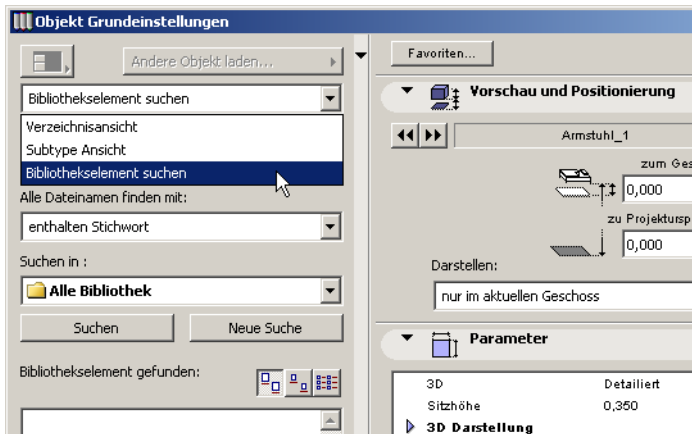 Objekt Grundeinstellungen
Andere Objekt laden...
Bibliothekselement suchen
Verzeichnisansicht
Subtype Ansicht
Bibliothekselement suchen
Alle Dateinamen finden mit:
enthalten Stichwort
Suchen in :
Alle Bibliothek
Suchen
Neue Suche
Bibliothekselement gefunden:
Favoriten...
Vorschau und Positionierung
Armstuhl_1
zum Ges
0,000
zu Projektursp
0,000
Darstellen:
nur im aktuellen Geschoss
Parameter
3D Detailiert
Sitzhöhe 0,350
3D Darstellung